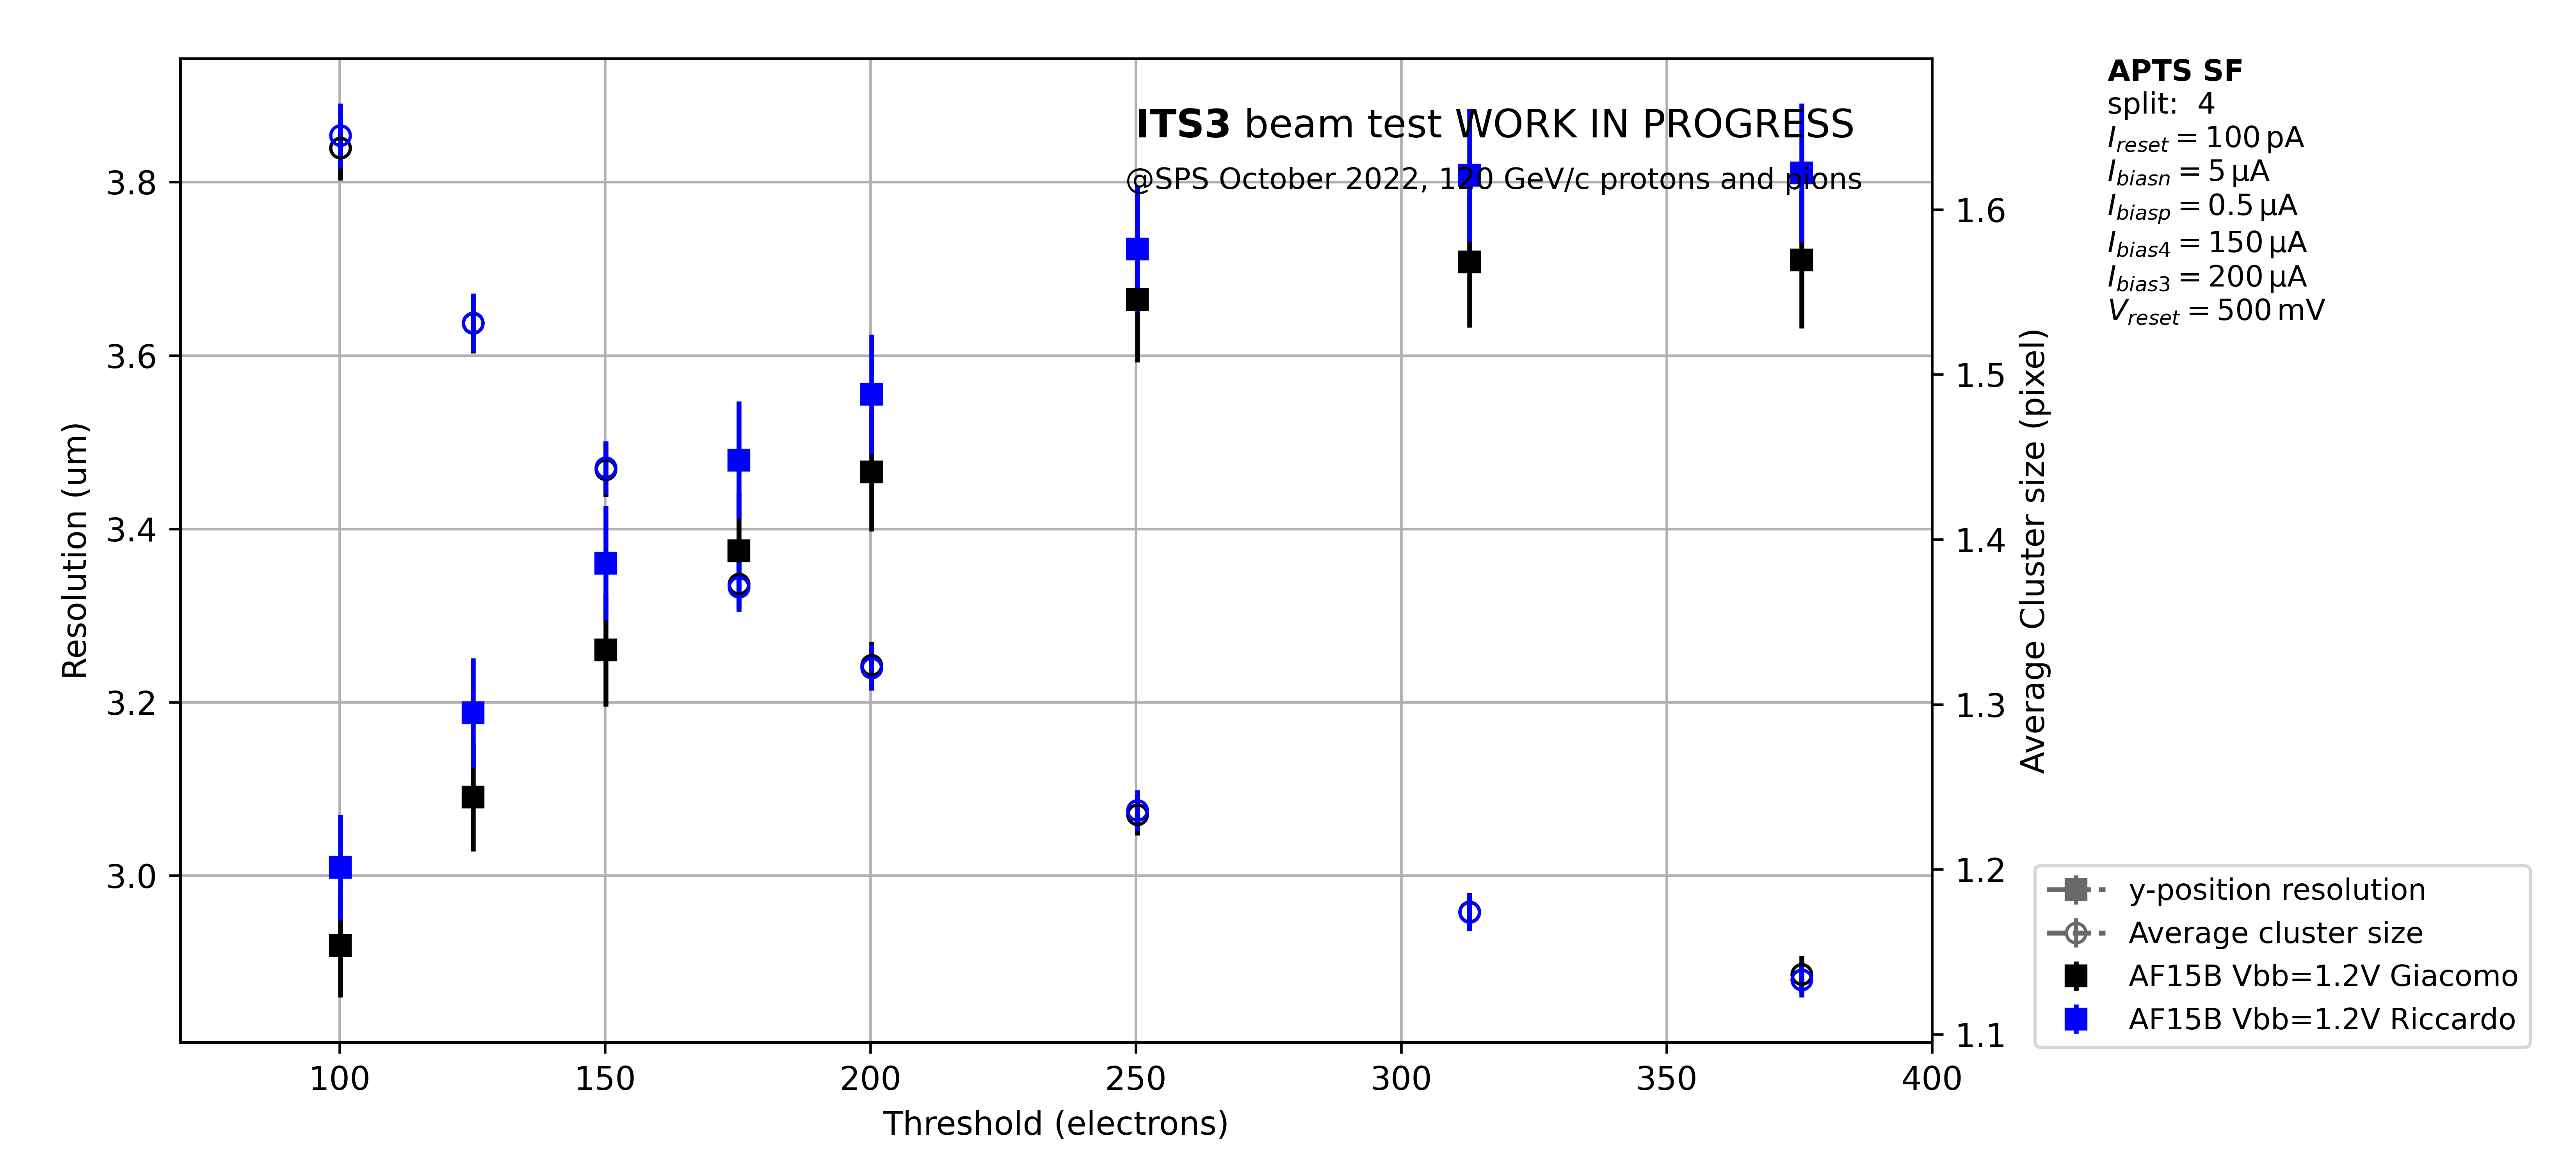 ITS3 beam test WORK IN PROGRESS
@SPS October 2022, 120 GeV/c protons and pions
APTS SF
split: 4
I_reset = 100 pA
I_biasn = 5 µA
I_biasp = 0.5 µA
I_bias4 = 150 µA
I_bias3 = 200 µA
V_reset = 500 mV
Resolution (um)
3.8
3.6
3.4
3.2
3.0
1.6
1.5
1.4
1.3
1.2
1.1
Average Cluster size (pixel)
100 150 200 250 300 350 400
Threshold (electrons)
y-position resolution
Average cluster size
AF15B Vbb=1.2V Giacomo
AF15B Vbb=1.2V Riccardo